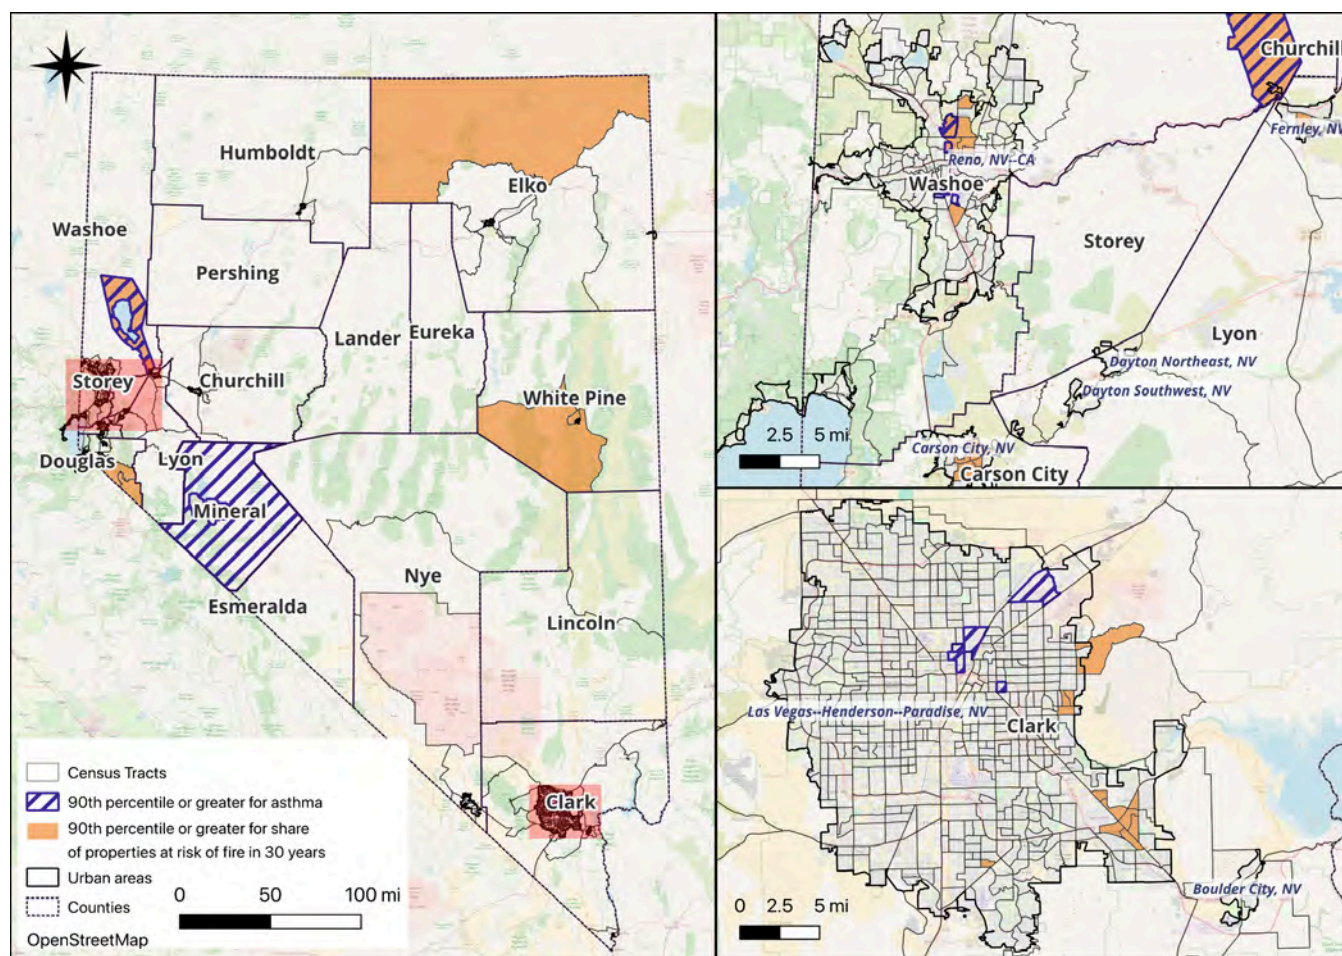 Humboldt
Elko
Washoe
Pershing
Lander
Eureka
Storey
Churchill
White Pine
Douglas
Lyon
Mineral
Nye
Esmeralda
Lincoln
Clark
Census Tracts
90th percentile or greater for asthma
90th percentile or greater for share
of properties at risk of fire in 30 years
Urban areas
Counties
OpenStreetMap
0 50 100 mi
Churchill
Fernley, NV
Reno, NV--CA
Washoe
Storey
Lyon
Dayton Northeast, NV
Dayton Southwest, NV
2.5 5 mi
Carson City, NV
Carson City
Las Vegas--Henderson--Paradise, NV
Clark
Boulder City, NV
0 2.5 5 mi